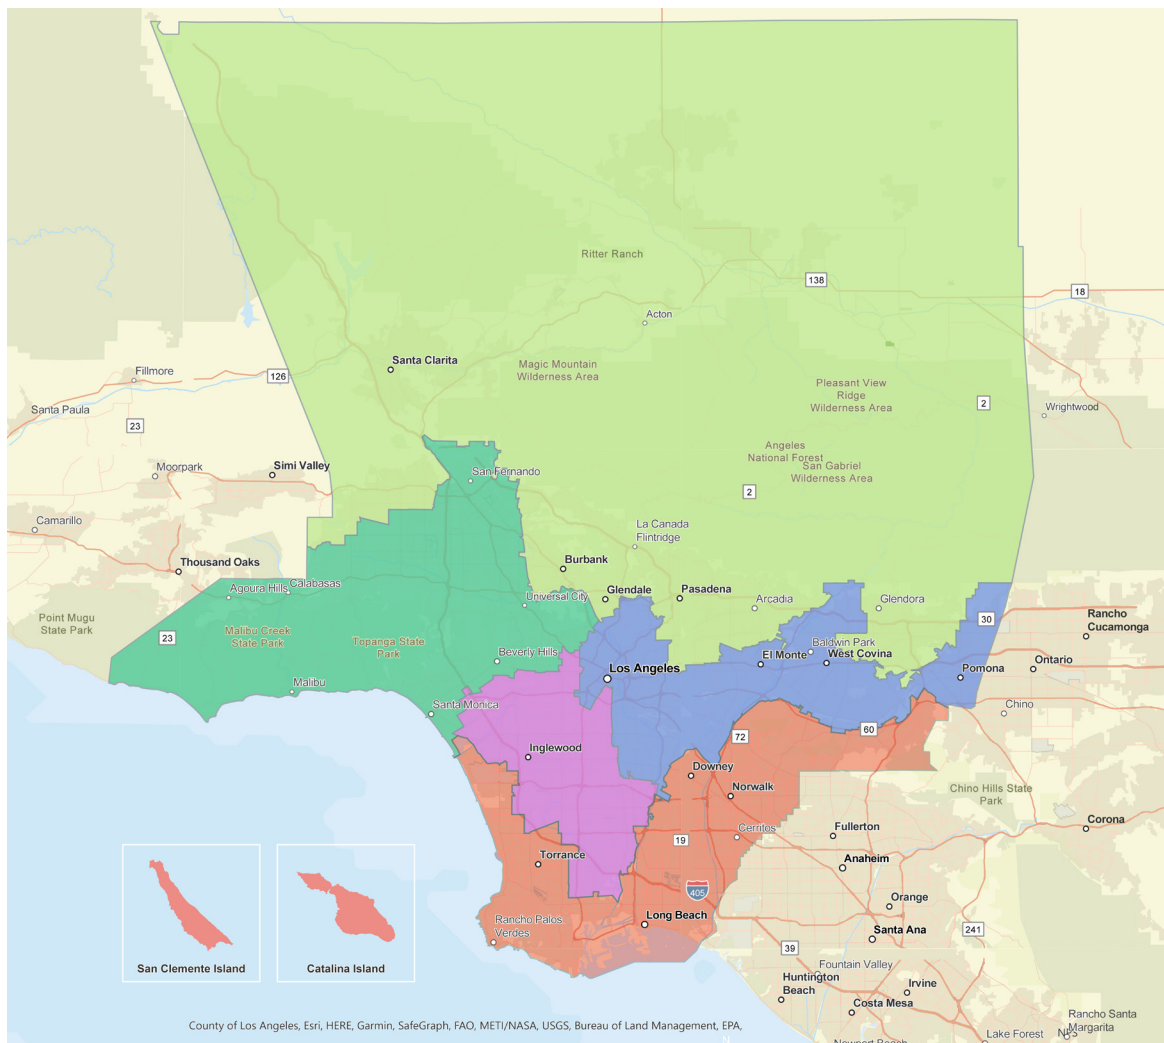 Ritter Ranch
138
18
Acton
Santa Clarita
Magic Mountain
Wilderness Area
Fillmore
126
Pleasant View
Ridge
Wilderness Area
2
Wrightwood
Santa Paula
23
Angeles
National Forest
San Gabriel
Wilderness Area
Moorpark
Simi Valley
San Fernando
2
Camarillo
La Canada
Flintridge
Thousand Oaks
Burbank
Agoura Hills
Calabasas
Universal City
Glendale
Pasadena
Arcadia
Glendora
Point Mugu
State Park
23
Malibu Creek
State Park
Topanga State
Park
30
Rancho
Cucamonga
Baldwin Park
Beverly Hills
El Monte
West Covina
Los Angeles
Pomona
Ontario
Malibu
Santa Monica
Chino
72
60
Inglewood
Downey
Norwalk
Chino Hills State
Park
Cerritos
Fullerton
Corona
19
Torrance
Anaheim
405
Orange
Rancho Palos
Verdes
Long Beach
Santa Ana
241
39
San Clemente Island
Catalina Island
Fountain Valley
Huntington
Beach
Irvine
Costa Mesa
Rancho Santa
Margarita
County of Los Angeles, Esri, HERE, Garmin, SafeGraph, FAO, METI/NASA, USGS, Bureau of Land Management, EPA,
NPS
Lake Forest
Newport Beach